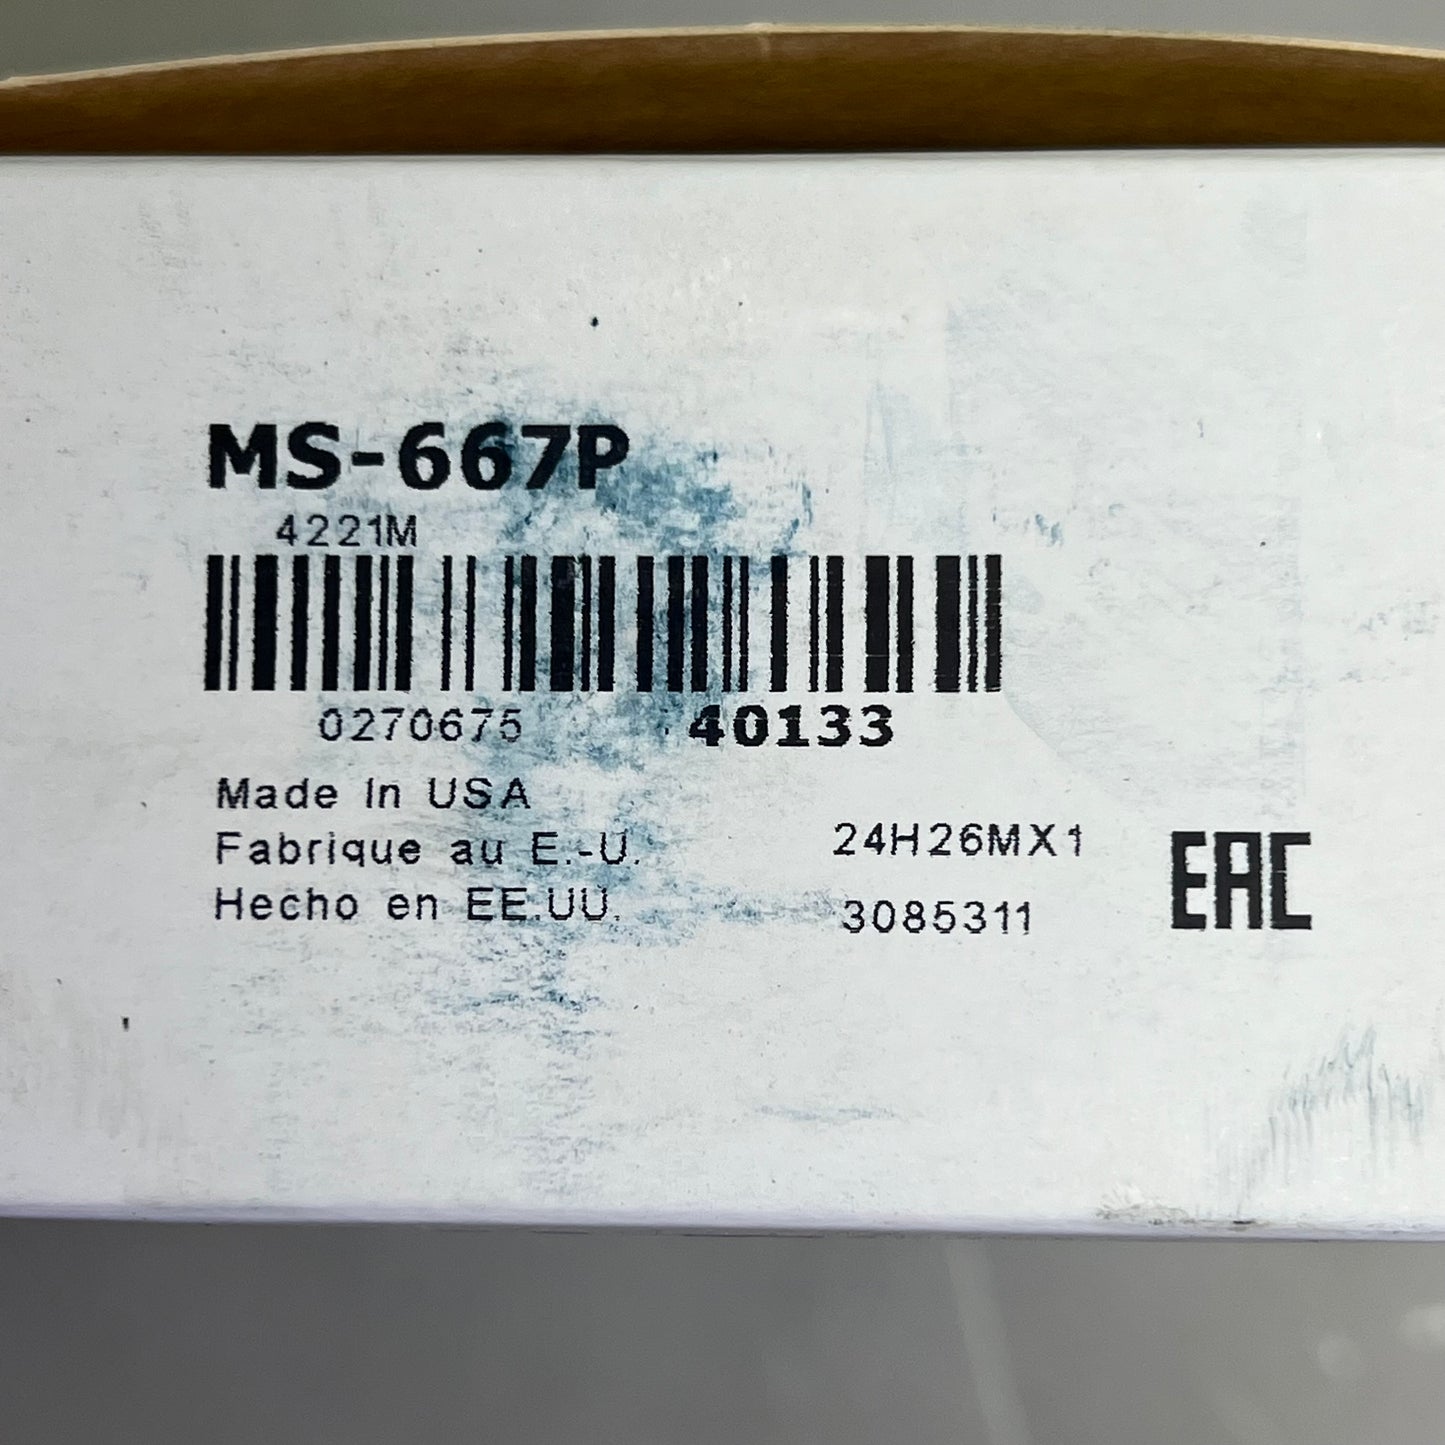 MS-667P
4221M
0270675 40133
Made In USA
Fabrique au E.-U.
Hecho en EE.UU.
24H26MX1
3085311
EAC